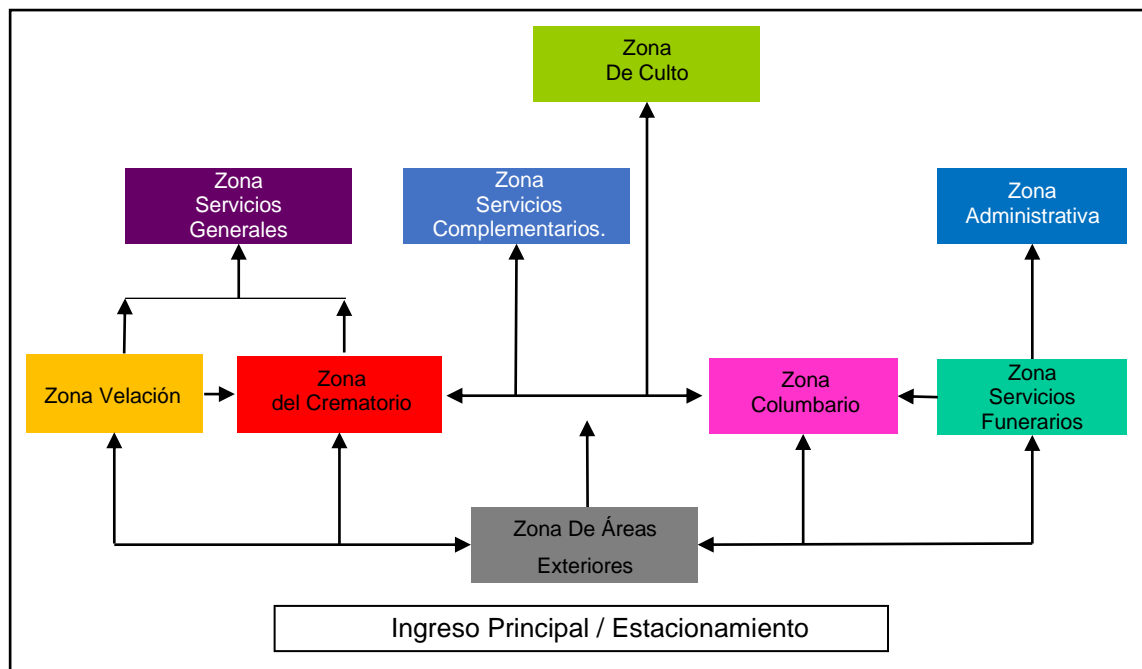 Zona
De Culto
Zona
Servicios
Generales
Zona
Servicios
Complementarios.
Zona
Administrativa
Zona Velación
Zona
del Crematorio
Zona
Columbario
Zona
Servicios
Funerarios
Zona De Áreas
Exteriores
Ingreso Principal / Estacionamiento